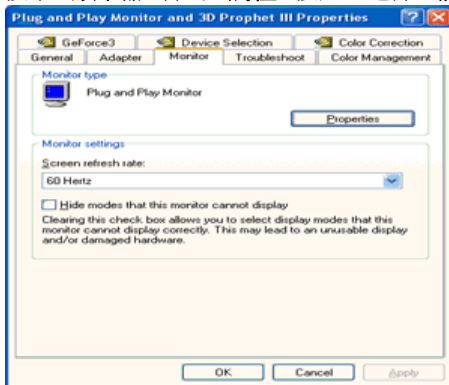 Plug and Play Monitor and 3D Prophet III Properties
GeForce3 Device Selection Color Correction
General Adapter Monitor Troubleshoot Color Management
Monitor type
Plug and Play Monitor
Properties
Monitor settings
Screen refresh rate:
60 Hertz
Hide modes that this monitor cannot display
Clearing this check box allows you to select display modes that this
monitor cannot display correctly. This may lead to an unusable display
and/or damaged hardware.
OK Cancel Apply